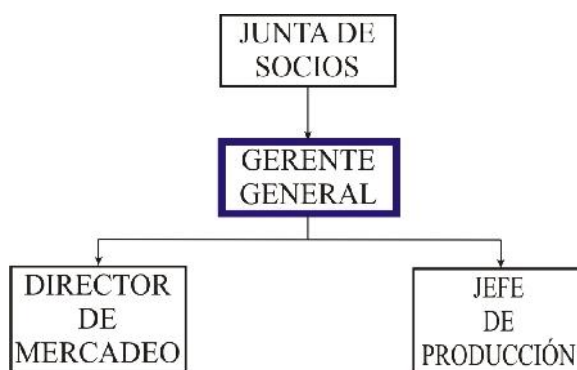 JUNTA DE
SOCIOS
GERENTE
GENERAL
DIRECTOR
DE
MERCADEO
JEFE
DE
PRODUCCIÓN